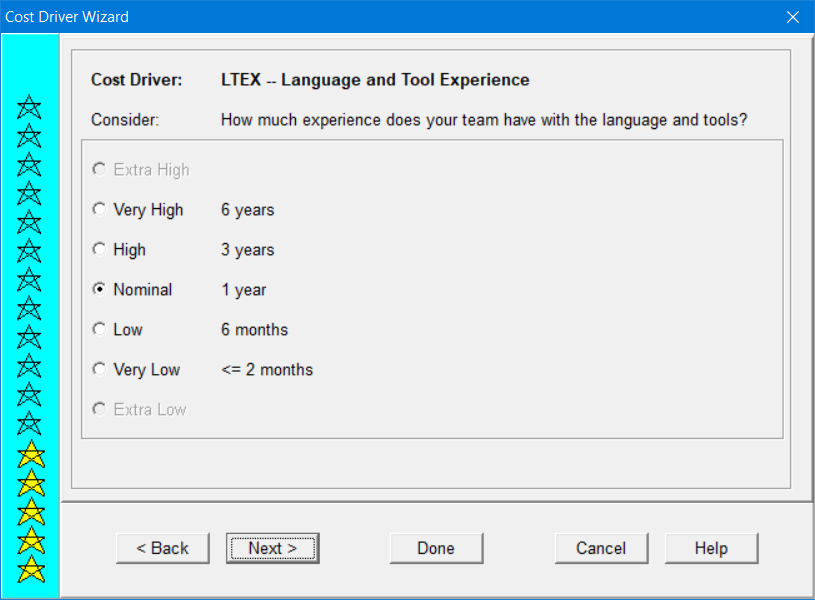 Cost Driver Wizard
Cost Driver: LTEX -- Language and Tool Experience
Consider: How much experience does your team have with the language and tools?
Extra High
Very High 6 years
High 3 years
Nominal 1 year
Low 6 months
Very Low <= 2 months
Extra Low
< Back Next > Done Cancel Help